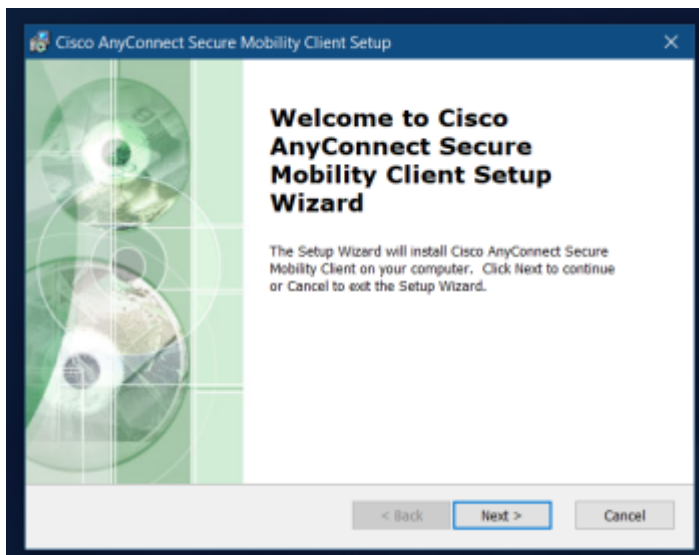 Cisco AnyConnect Secure Mobility Client Setup
Welcome to Cisco
AnyConnect Secure
Mobility Client Setup
Wizard
The Setup Wizard will install Cisco AnyConnect Secure
Mobility Client on your computer. Click Next to continue
or Cancel to exit the Setup Wizard.
< Back Next > Cancel